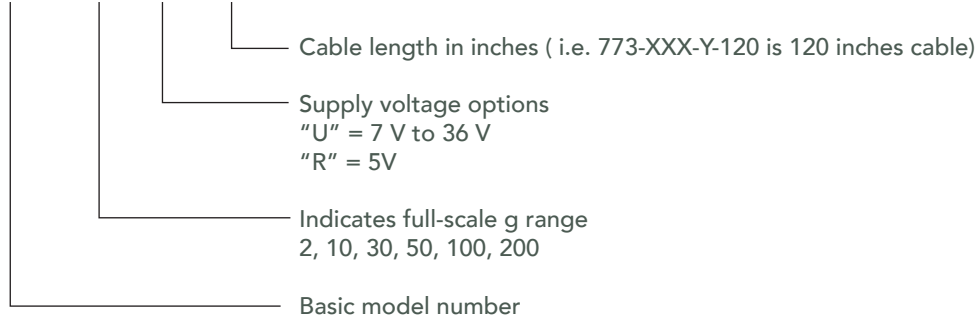 Cable length in inches ( i.e. 773-XXX-Y-120 is 120 inches cable)
Supply voltage options
"U" = 7 V to 36 V
"R" = 5V
Indicates full-scale g range
2, 10, 30, 50, 100, 200
Basic model number